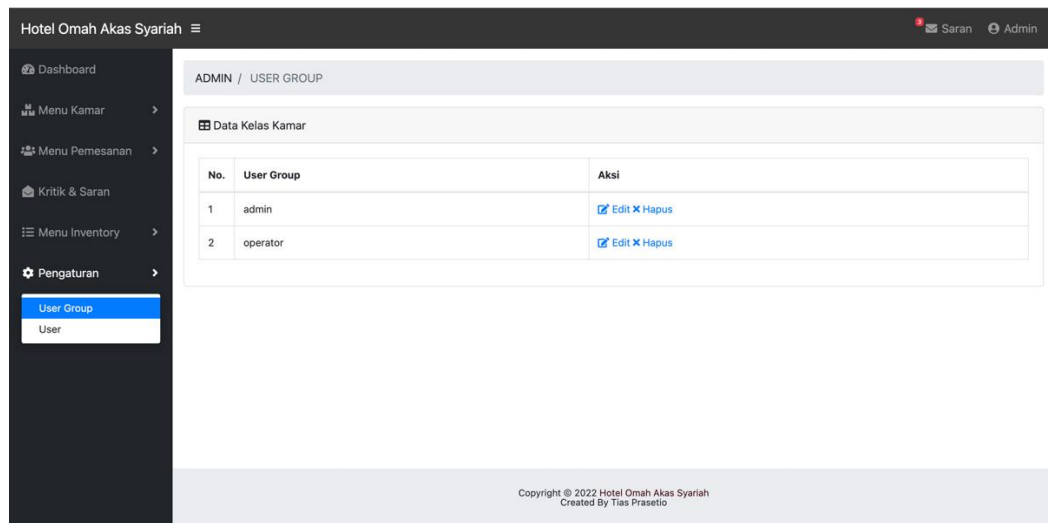 Hotel Omah Akas Syariah
3 Saran Admin
Dashboard
Menu Kamar
Menu Pemesanan
Kritik & Saran
Menu Inventory
Pengaturan
User Group
User
ADMIN / USER GROUP
Data Kelas Kamar
No. User Group Aksi
1 admin Edit Hapus
2 operator Edit Hapus
Copyright © 2022 Hotel Omah Akas Syariah
Created By Tias Prasetio